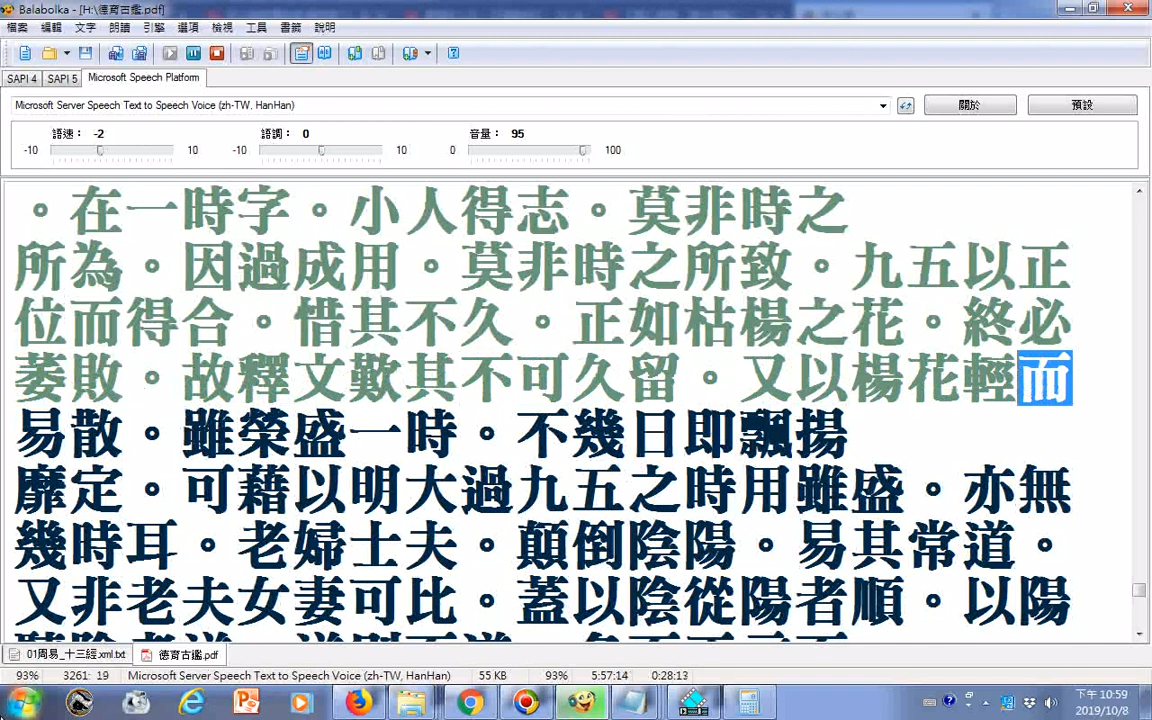 Balabolka - [H:\德育古鑑.pdf]
檔案 編輯 文字 朗讀 引擎 選項 檢視 工具 書籤 說明
SAPI 4 SAPI 5 Microsoft Speech Platform
Microsoft Server Speech Text to Speech Voice (zh-TW, HanHan) 關於 預設
語速： -2 語調： 0 音量： 95
-10 10 -10 10 0 100
。在一時字。小人得志。莫非時之
所為。因過成用。莫非時之所致。九五以正
位而得合。惜其不久。正如枯楊之花。終必
萎敗。故釋文歎其不可久留。又以楊花輕而
易散。雖榮盛一時。不幾日即飄揚
靡定。可藉以明大過九五之時用雖盛。亦無
幾時耳。老婦士夫。顛倒陰陽。易其常道。
又非老夫女妻可比。蓋以陰從陽者順。以陽
01周易_十三經.xml.txt 德育古鑑.pdf
93% 3261: 19 Microsoft Server Speech Text to Speech Voice (zh-TW, HanHan) 55 KB 93% 5:57:14 0:28:13
下午 10:59
2019/10/8